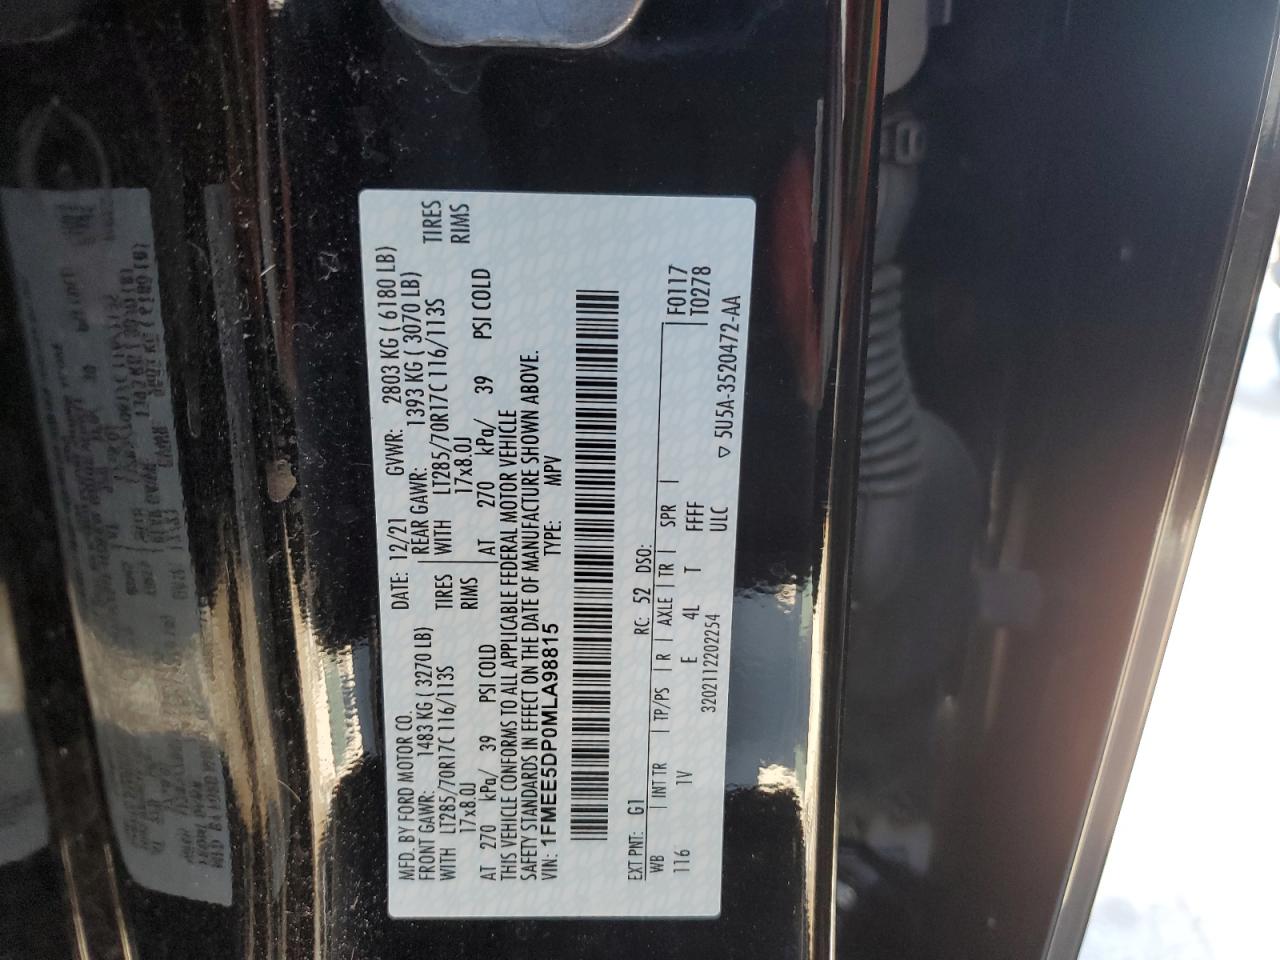 MFD. BY FORD MOTOR CO.
DATE: 12/21 GVWR: 2803 KG ( 6180 LB)
FRONT GAWR: 1483 KG ( 3270 LB) REAR GAWR: 1393 KG ( 3070 LB)
WITH LT285/70R17C 116/113S TIRES WITH LT285/70R17C 116/113S TIRES
17x8.0J RIMS 17x8.0J RIMS
AT 270 kPa/ 39 PSI COLD AT 270 kPa/ 39 PSI COLD
THIS VEHICLE CONFORMS TO ALL APPLICABLE FEDERAL MOTOR VEHICLE
SAFETY STANDARDS IN EFFECT ON THE DATE OF MANUFACTURE SHOWN ABOVE.
VIN: 1FMEE5DP0MLA98815 TYPE: MPV
F0117
T0278
EXT PNT: G1 RC: 52 DSO:
WB INT TR TP/PS R AXLE TR SPR
116 1V E 4L T FFFF
ULC
32021122022​54 ▽ 5U5A-3520472-AA